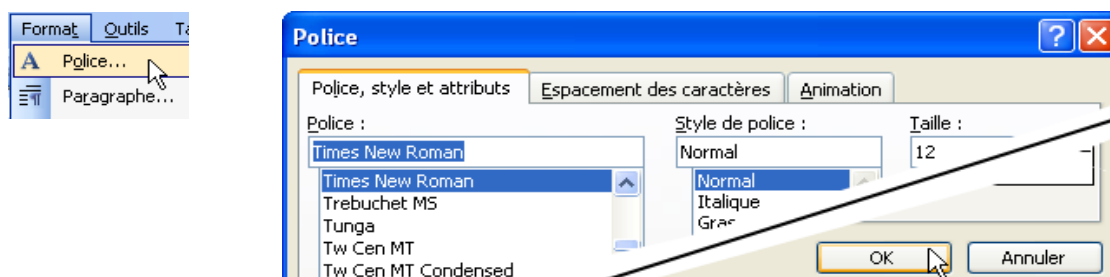 Format Outils Ta
Police...
Paragraphe...
Police
Police, style et attributs Espacement des caractères Animation
Police : Style de police : Taille :
Times New Roman Normal 12
Times New Roman Normal
Trebuchet MS Italique
Tunga Gras
Tw Cen MT
Tw Cen MT Condensed
OK Annuler